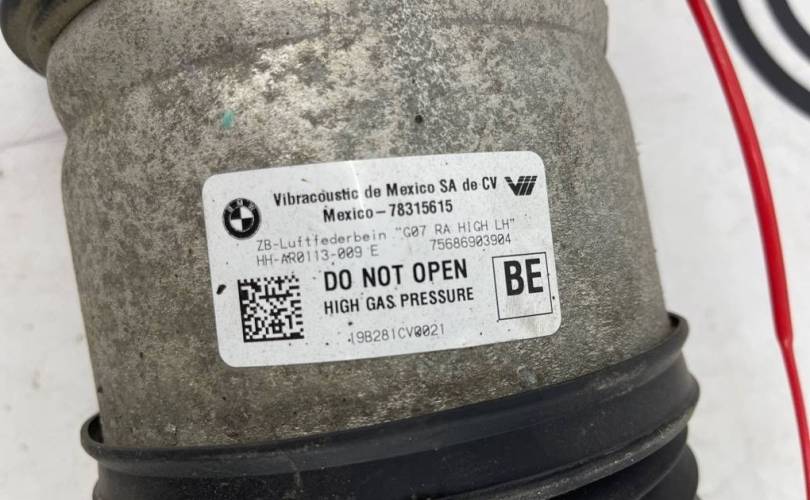 BMW
Vibracoustic de Mexico SA de CV
Mexico-78315615
ZB-Luftfederbein "G07 RA HIGH LH"
HH-AR0113-009 E 75686903904
DO NOT OPEN
HIGH GAS PRESSURE
BE
19B281CV0021